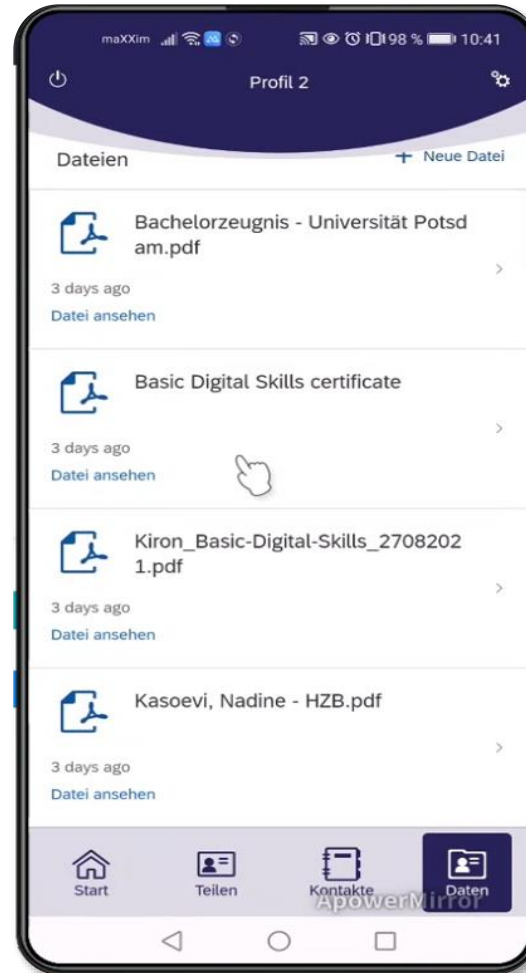 maXXim 98 % 10:41
Profil 2
Dateien + Neue Datei
Bachelorzeugnis - Universität Potsd
am.pdf
3 days ago
Datei ansehen
Basic Digital Skills certificate
3 days ago
Datei ansehen
Kiron_Basic-Digital-Skills_2708202
1.pdf
3 days ago
Datei ansehen
Kasoevi, Nadine - HZB.pdf
3 days ago
Datei ansehen
Start Teilen Kontakte Daten
ApowerMirror